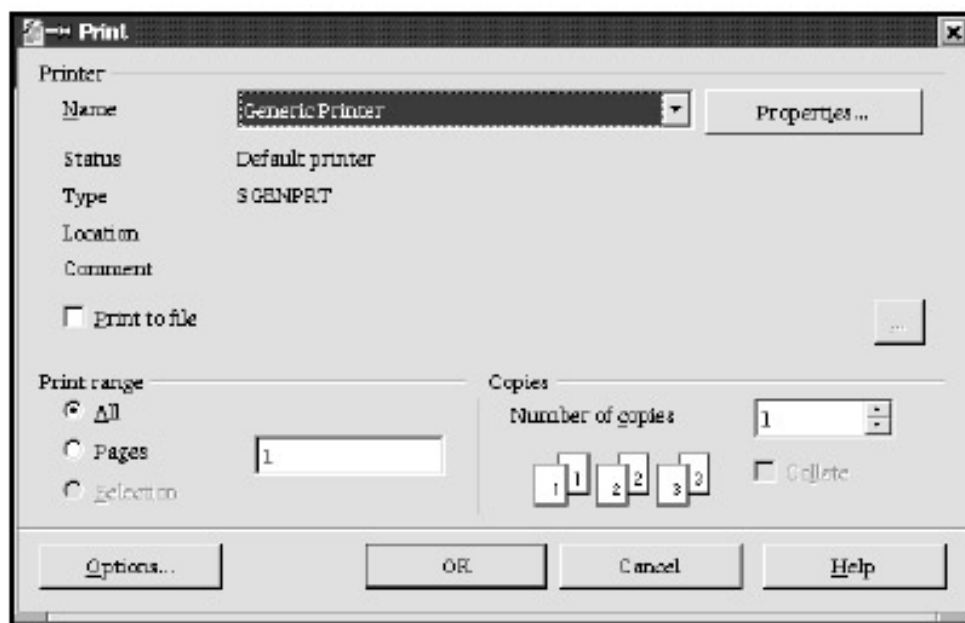 Print
Printer
Name Generic Printer Properties...
Status Default printer
Type SGENPRT
Location
Comment
Print to file ...
Print range Copies
All Number of copies 1
Pages 1
1 1 2 2 3 3 Collate
Selection
Options... OK Cancel Help